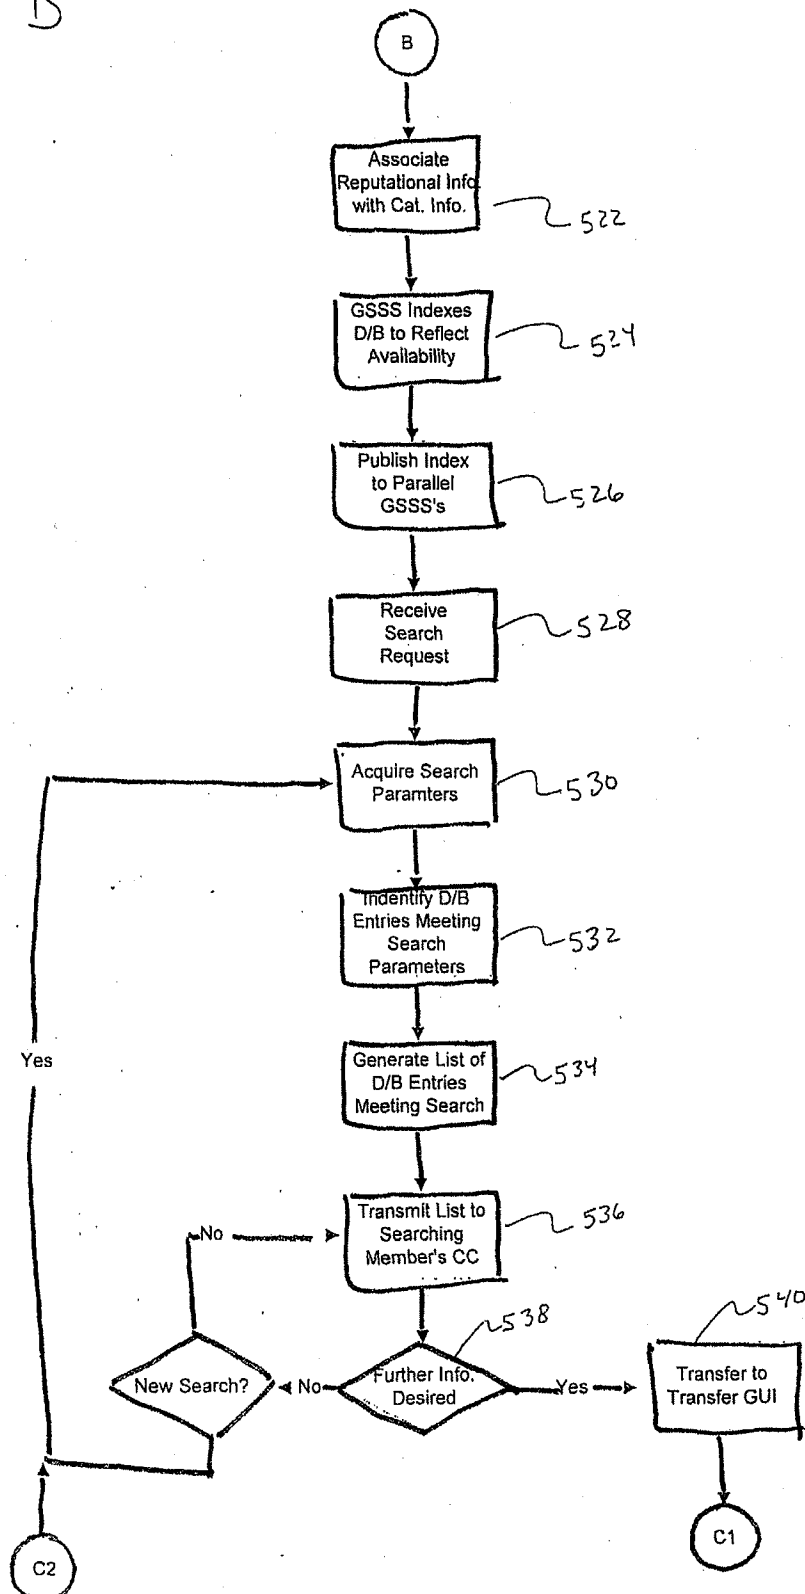 D
B
Associate
Reputational Info.
with Cat. Info.
522
GSSS Indexes
D/B to Reflect
Availability
524
Publish Index
to Parallel
GSSS's
526
Receive
Search
Request
528
Acquire Search
Paramters
530
Indentify D/B
Entries Meeting
Search
Parameters
532
Generate List of
D/B Entries
Meeting Search
534
Yes
Transmit List to
Searching
Member's CC
536
No
538
540
New Search?
No
Further Info.
Desired
Yes
Transfer to
Transfer GUI
C1
C2